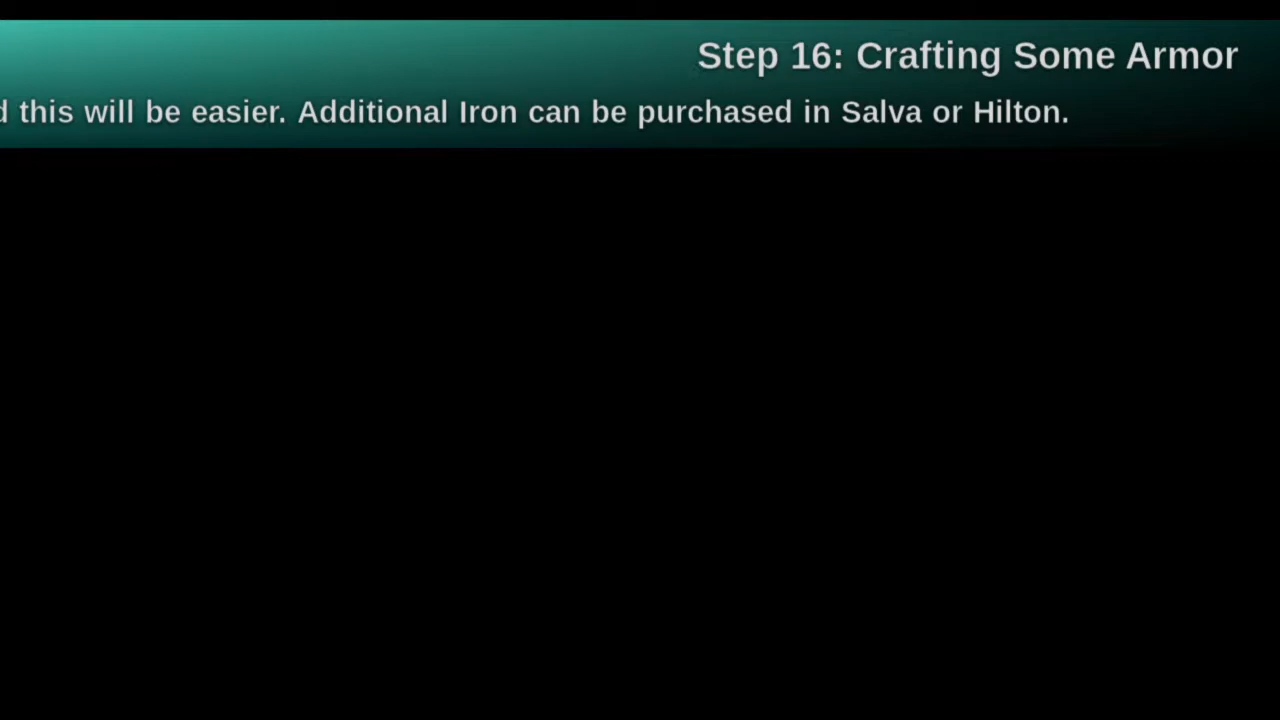 Step 16: Crafting Some Armor
this will be easier. Additional Iron can be purchased in Salva or Hilton.